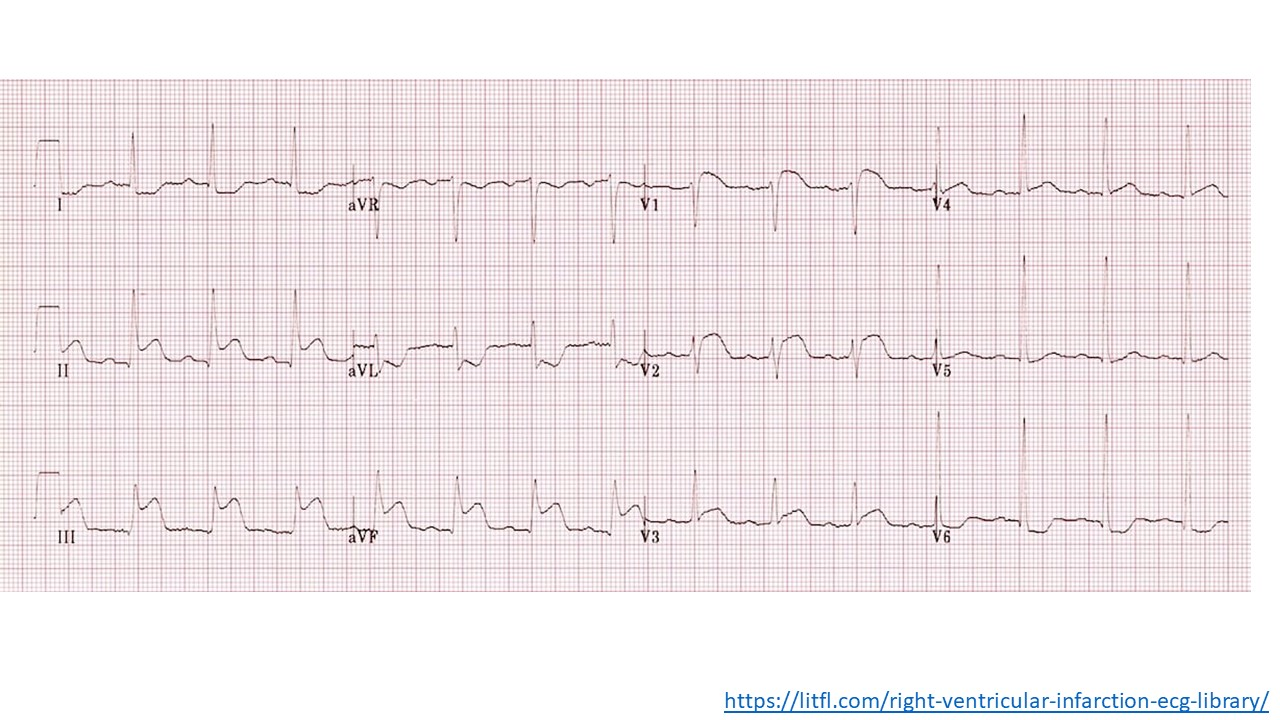 I aVR V1 V4
II aVL V2 V5
III aVF V3 V6
https://litfl.com/right-ventricular-infarction-ecg-library/